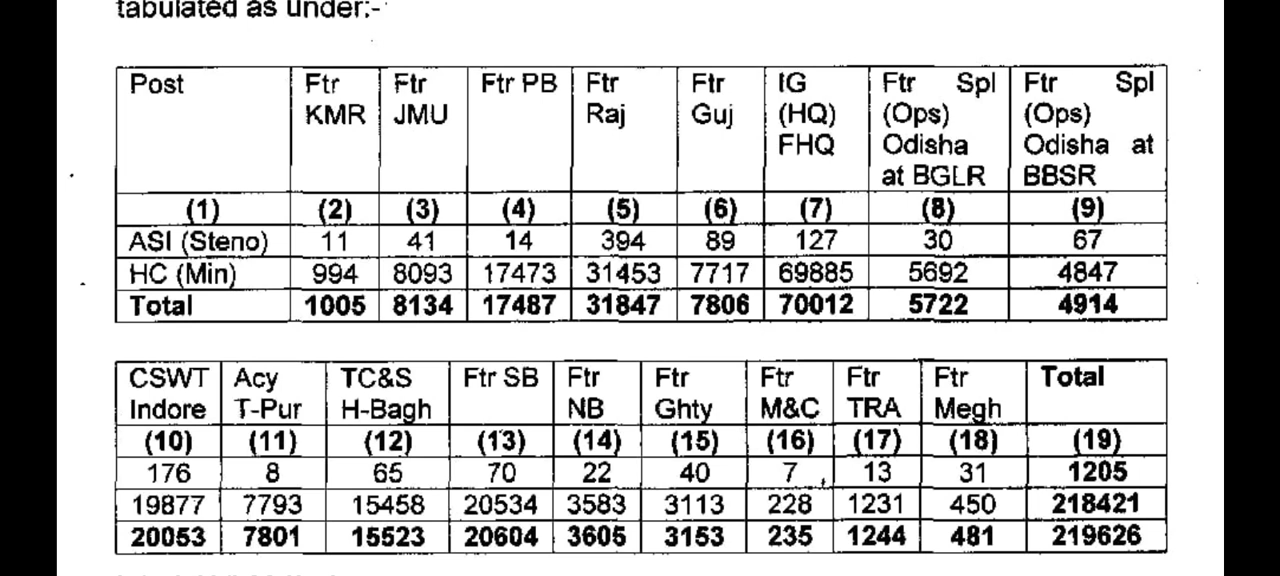 tabulated as under:-
Post Ftr KMR Ftr JMU Ftr PB Ftr Raj Ftr Guj IG (HQ) FHQ Ftr Spl (Ops) Odisha at BGLR Ftr Spl (Ops) Odisha at BBSR
(1) (2) (3) (4) (5) (6) (7) (8) (9)
ASI (Steno) 11 41 14 394 89 127 30 67
HC (Min) 994 8093 17473 31453 7717 69885 5692 4847
Total 1005 8134 17487 31847 7806 70012 5722 4914
CSWT Indore Acy T-Pur TC&S H-Bagh Ftr SB Ftr NB Ftr Ghty Ftr M&C Ftr TRA Ftr Megh Total
(10) (11) (12) (13) (14) (15) (16) (17) (18) (19)
176 8 65 70 22 40 7 13 31 1205
19877 7793 15458 20534 3583 3113 228 1231 450 218421
20053 7801 15523 20604 3605 3153 235 1244 481 219626